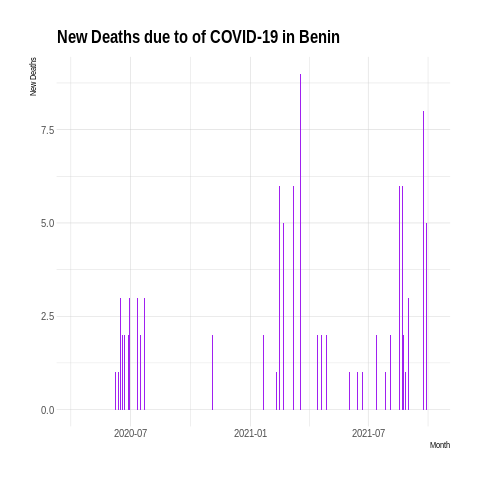 New Deaths due to of COVID-19 in Benin
New Deaths
7.5
5.0
2.5
0.0
2020-07 2021-01 2021-07
Month